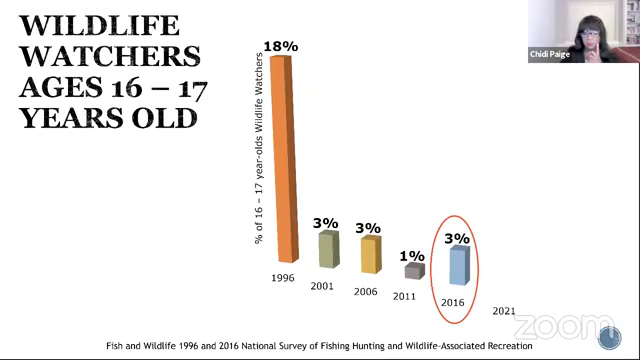 WILDLIFE
WATCHERS
AGES 16 – 17
YEARS OLD
% of 16 – 17 year-olds Wildlife Watchers
18%
3%
3%
1%
3%
1996
2001
2006
2011
2016
2021
Chidi Paige
zoom
Fish and Wildlife 1996 and 2016 National Survey of Fishing Hunting and Wildlife-Associated Recreation